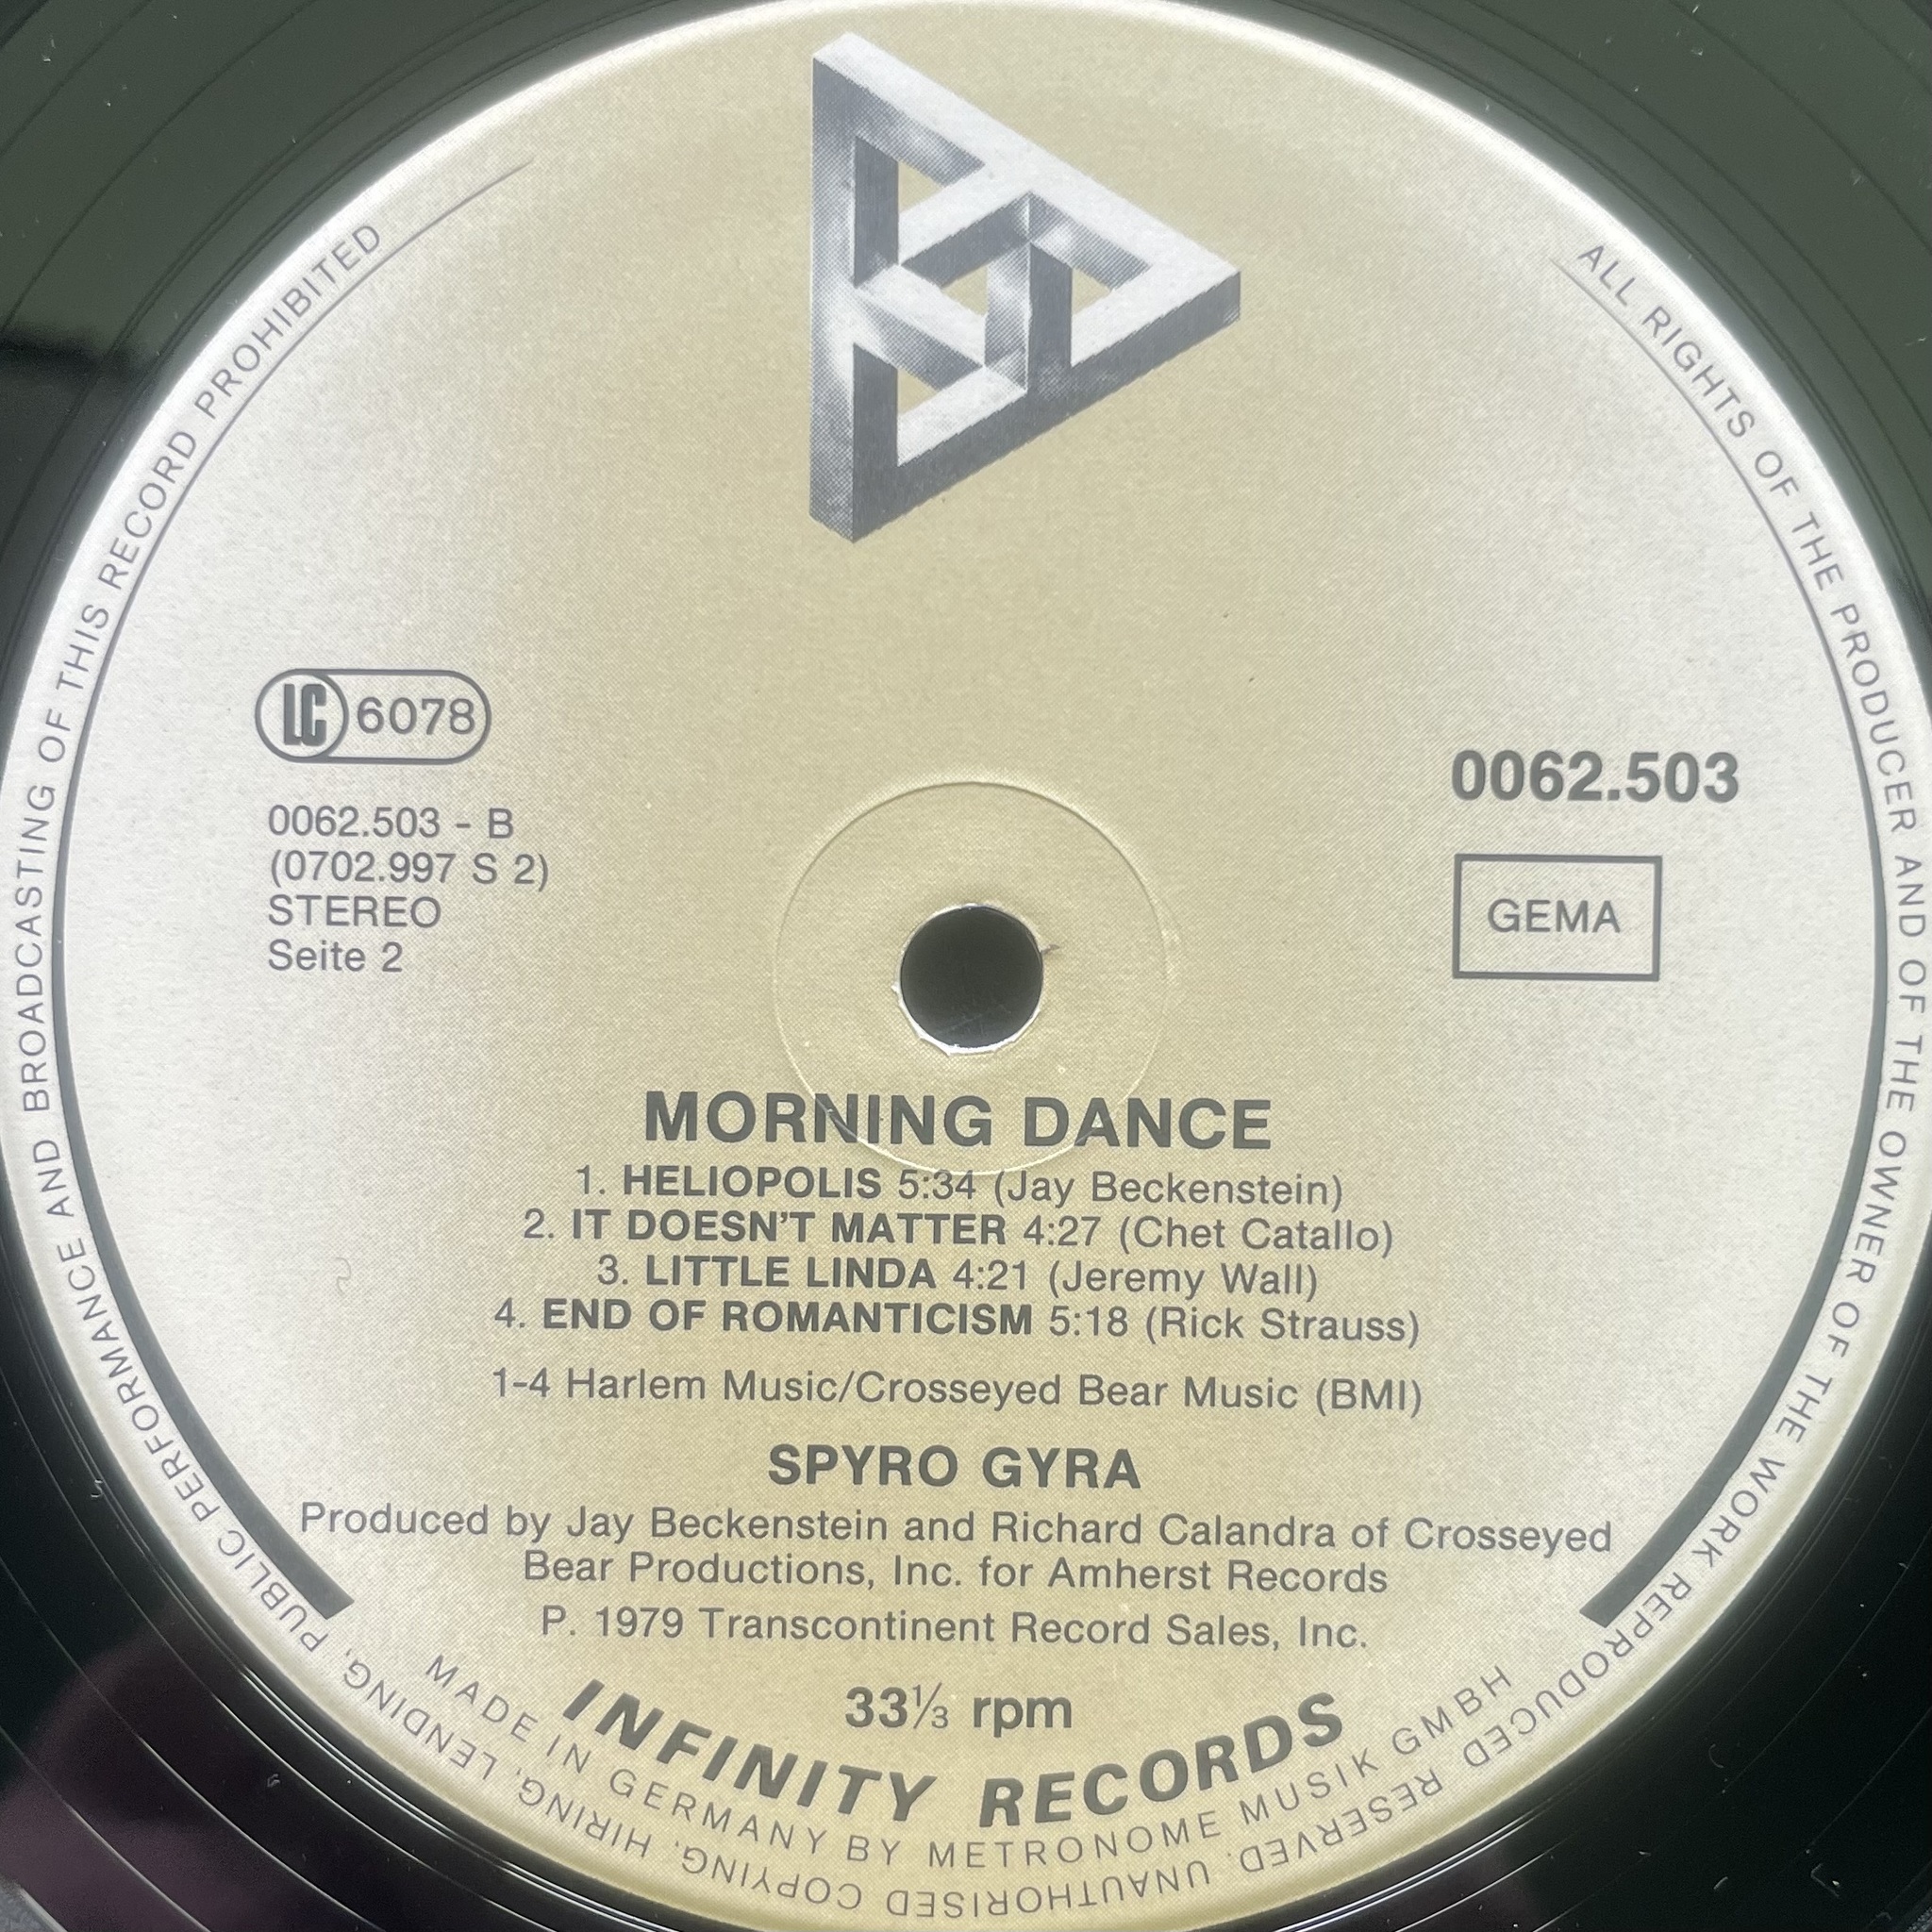 LC 6078
0062.503 - B
(0702.997 S 2)
STEREO
Seite 2
0062.503
GEMA
MORNING DANCE
1. HELIOPOLIS 5:34 (Jay Beckenstein)
2. IT DOESN'T MATTER 4:27 (Chet Catallo)
3. LITTLE LINDA 4:21 (Jeremy Wall)
4. END OF ROMANTICISM 5:18 (Rick Strauss)
1-4 Harlem Music/Crosseyed Bear Music (BMI)
SPYRO GYRA
Produced by Jay Beckenstein and Richard Calandra of Crosseyed
Bear Productions, Inc. for Amherst Records
P. 1979 Transcontinent Record Sales, Inc.
33⅓ rpm
INFINITY RECORDS
MADE IN GERMANY BY METRONOME MUSIK GMBH
ALL RIGHTS OF THE PRODUCER AND OF THE OWNER OF THE WORK REPRODUCED RESERVED. UNAUTHORISED COPYING, HIRING, LENDING, PUBLIC PERFORMANCE AND BROADCASTING OF THIS RECORD PROHIBITED